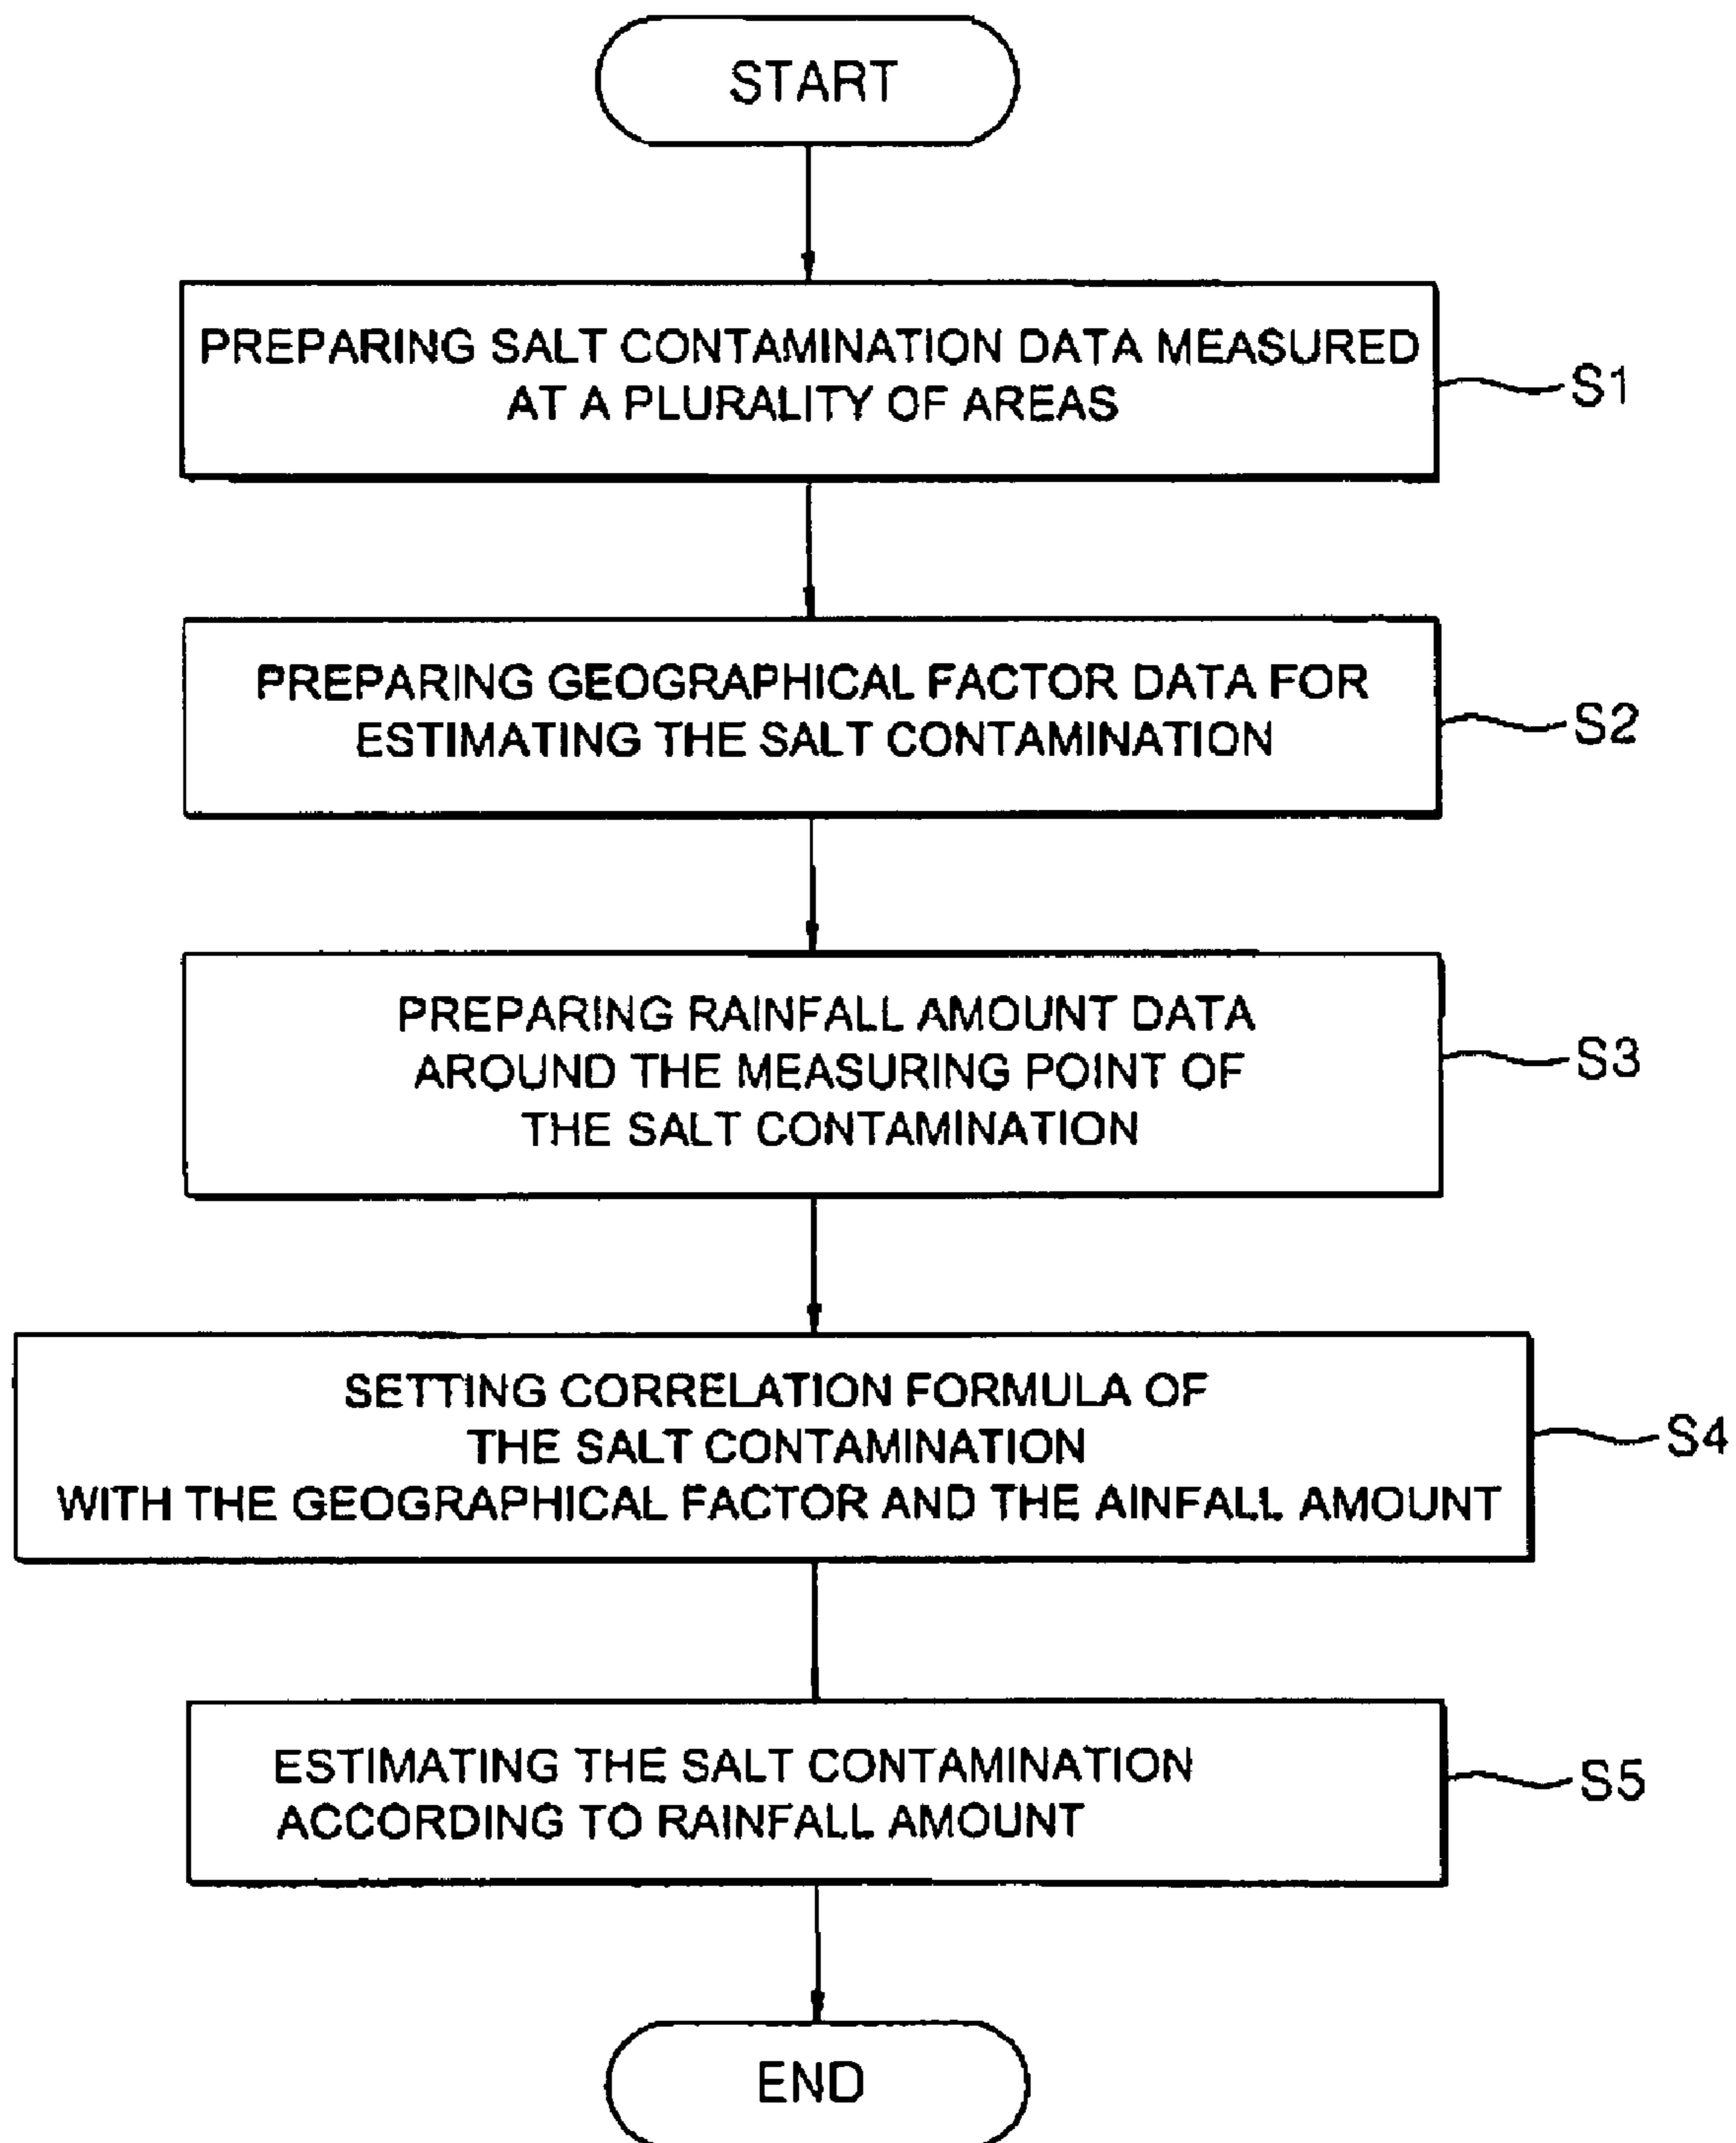 START
PREPARING SALT CONTAMINATION DATA MEASURED
AT A PLURALITY OF AREAS
S1
PREPARING GEOGRAPHICAL FACTOR DATA FOR
ESTIMATING THE SALT CONTAMINATION
S2
PREPARING RAINFALL AMOUNT DATA
AROUND THE MEASURING POINT OF
THE SALT CONTAMINATION
S3
SETTING CORRELATION FORMULA OF
THE SALT CONTAMINATION
WITH THE GEOGRAPHICAL FACTOR AND THE AINFALL AMOUNT
S4
ESTIMATING THE SALT CONTAMINATION
ACCORDING TO RAINFALL AMOUNT
S5
END